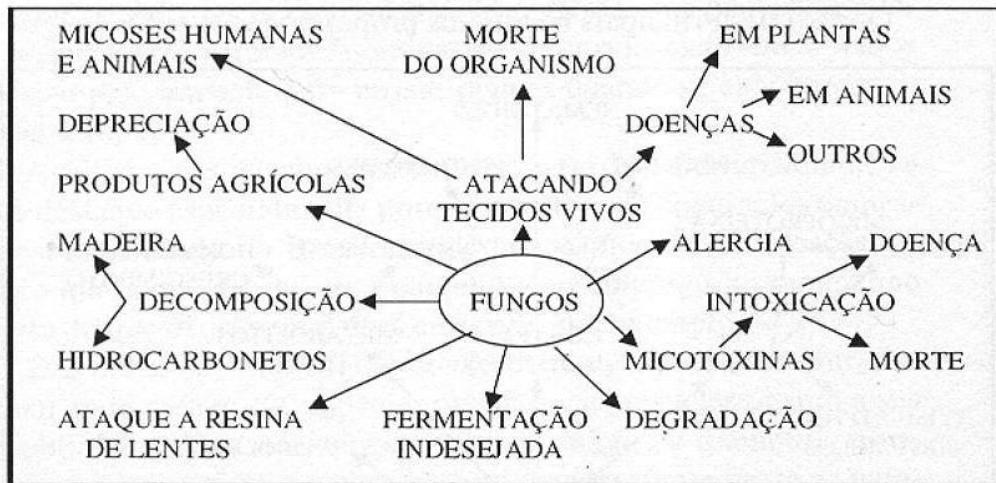 MICOSES HUMANAS
E ANIMAIS
MORTE
DO ORGANISMO
EM PLANTAS
EM ANIMAIS
DEPRECIAÇÃO
DOENÇAS
OUTROS
PRODUTOS AGRÍCOLAS
ATACANDO
TECIDOS VIVOS
MADEIRA
ALERGIA
DOENÇA
DECOMPOSIÇÃO
FUNGOS
INTOXICAÇÃO
HIDROCARBONETOS
MICOTOXINAS
MORTE
ATAQUE A RESINA
DE LENTES
FERMENTAÇÃO
INDESEJADA
DEGRADAÇÃO